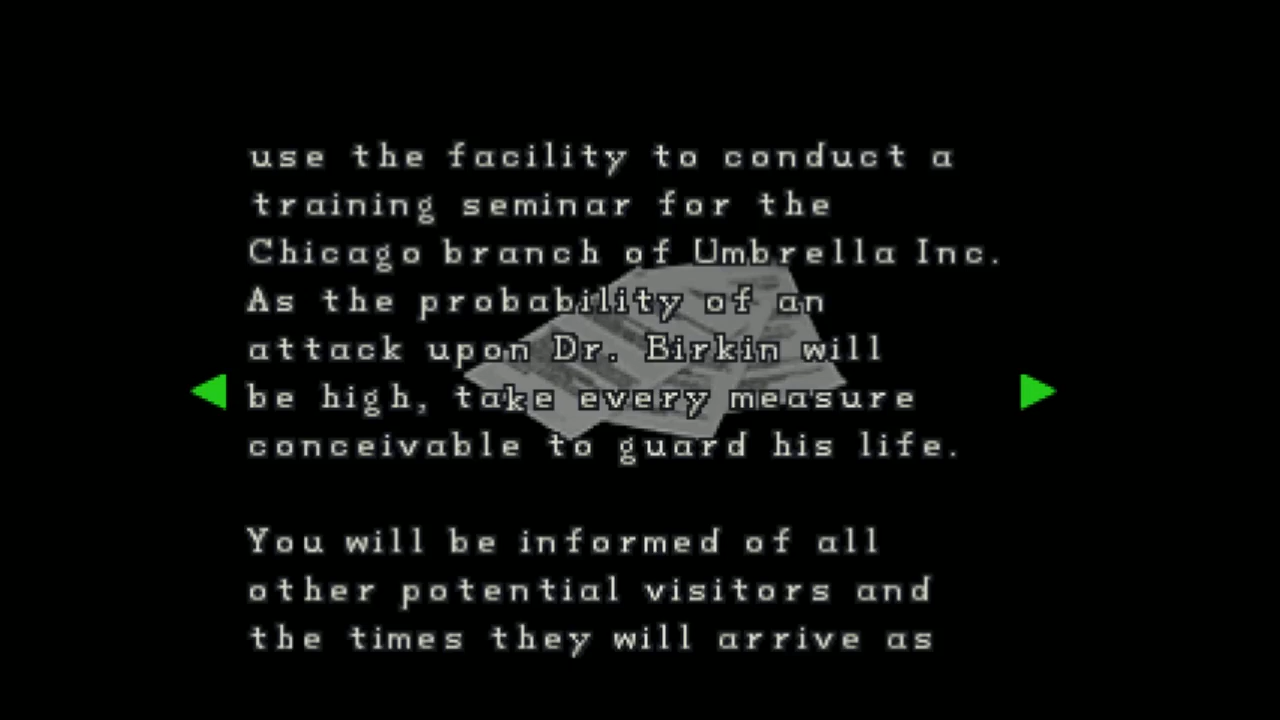 use the facility to conduct a
training seminar for the
Chicago branch of Umbrella Inc.
As the probability of an
attack upon Dr. Birkin will
be high, take every measure
conceivable to guard his life.
You will be informed of all
other potential visitors and
the times they will arrive as